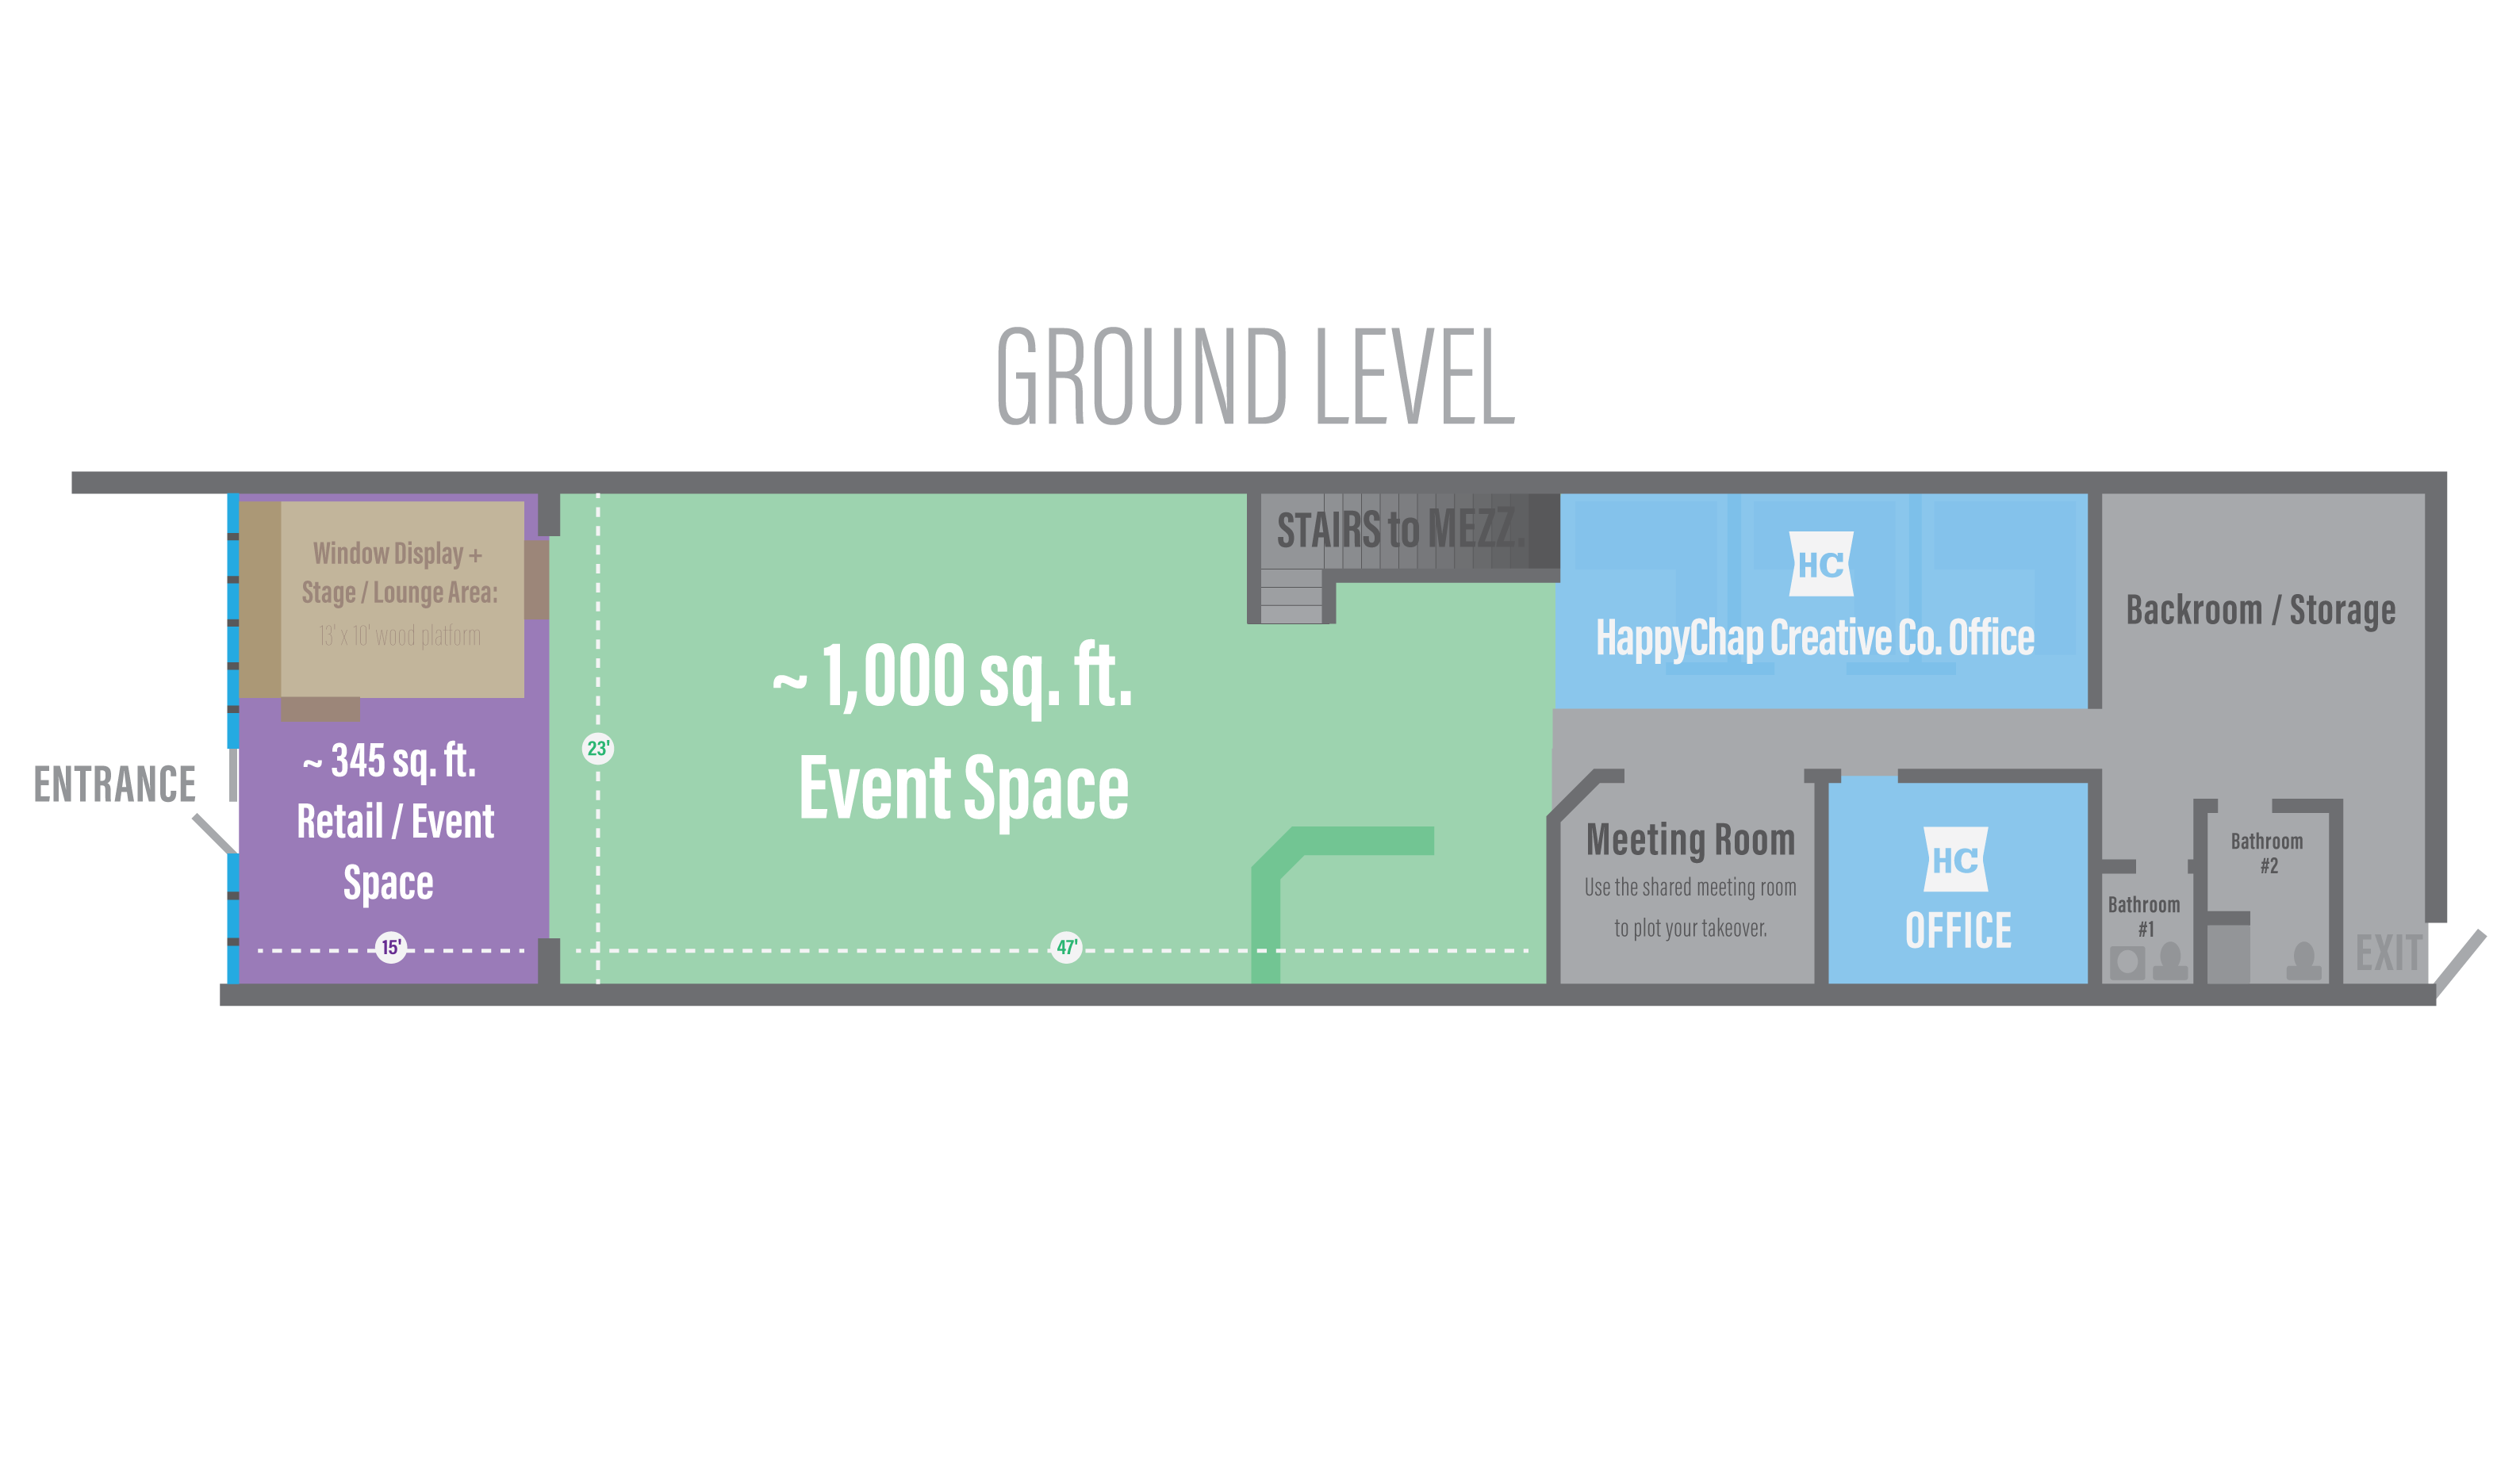 GROUND LEVEL
ENTRANCE
Window Display +
Stage / Lounge Area:
13' x 10' wood platform
~ 345 sq. ft.
Retail / Event
Space
15'
23'
~ 1,000 sq. ft.
Event Space
47'
STAIRS to MEZZ.
HC
HappyChap Creative Co. Office
Meeting Room
Use the shared meeting room
to plot your takeover.
HC
OFFICE
Backroom / Storage
Bathroom
#1
Bathroom
#2
EXIT